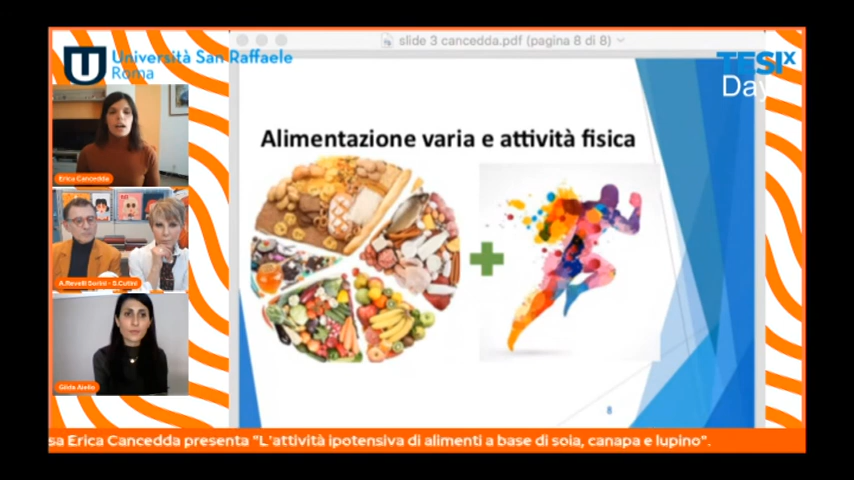 Università San Raffaele
Roma
slide 3 cancedda.pdf (pagina 8 di 8)
TESIX
Day
Alimentazione varia e attività fisica
Erica Cancedda
A.Revelli Sorini - S.Cutini
Gilda Aiello
8
sa Erica Cancedda presenta "L'attività ipotensiva di alimenti a base di soia, canapa e lupino".